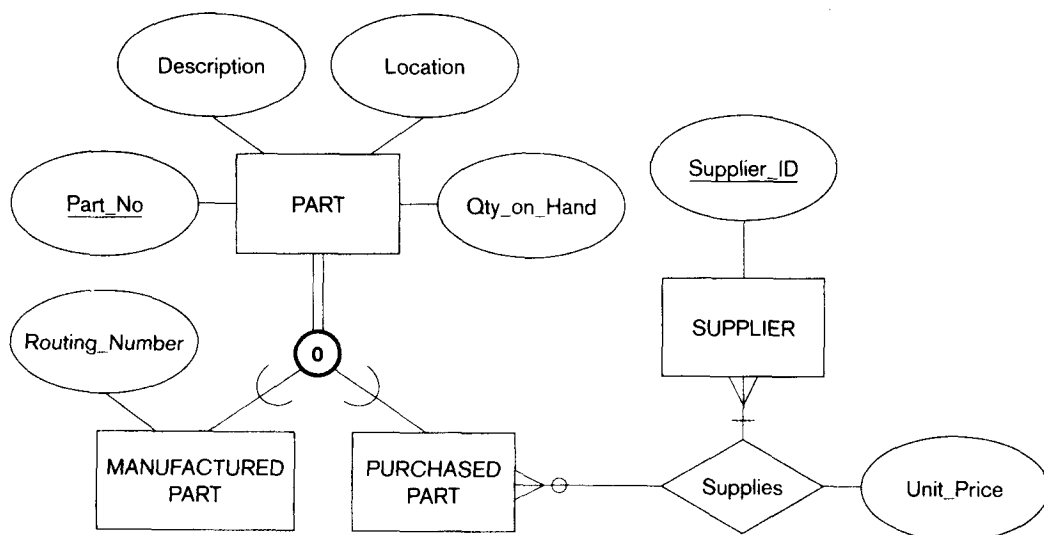 Description
Location
Supplier_ID
Part_No
PART
Qty_on_Hand
SUPPLIER
Routing_Number
0
MANUFACTURED
PART
PURCHASED
PART
Supplies
Unit_Price